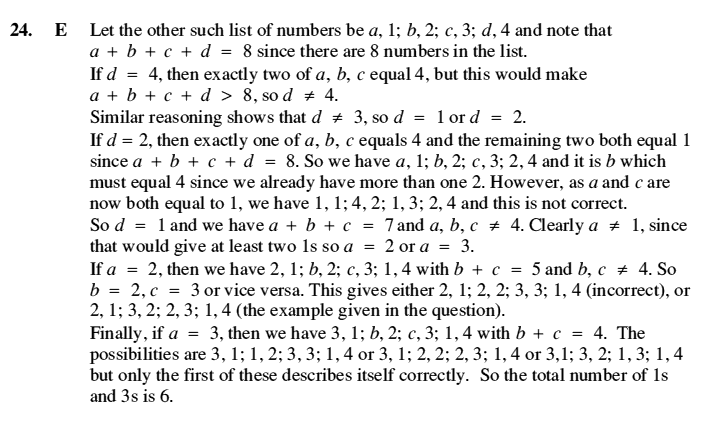 24. E Let the other such list of numbers be a, 1; b, 2; c, 3; d, 4 and note that
a + b + c + d = 8 since there are 8 numbers in the list.
If d = 4, then exactly two of a, b, c equal 4, but this would make
a + b + c + d > 8, so d ≠ 4.
Similar reasoning shows that d ≠ 3, so d = 1 or d = 2.
If d = 2, then exactly one of a, b, c equals 4 and the remaining two both equal 1
since a + b + c + d = 8. So we have a, 1; b, 2; c, 3; 2, 4 and it is b which
must equal 4 since we already have more than one 2. However, as a and c are
now both equal to 1, we have 1, 1; 4, 2; 1, 3; 2, 4 and this is not correct.
So d = 1 and we have a + b + c = 7 and a, b, c ≠ 4. Clearly a ≠ 1, since
that would give at least two 1s so a = 2 or a = 3.
If a = 2, then we have 2, 1; b, 2; c, 3; 1, 4 with b + c = 5 and b, c ≠ 4. So
b = 2, c = 3 or vice versa. This gives either 2, 1; 2, 2; 3, 3; 1, 4 (incorrect), or
2, 1; 3, 2; 2, 3; 1, 4 (the example given in the question).
Finally, if a = 3, then we have 3, 1; b, 2; c, 3; 1, 4 with b + c = 4. The
possibilities are 3, 1; 1, 2; 3, 3; 1, 4 or 3, 1; 2, 2; 2, 3; 1, 4 or 3,1; 3, 2; 1, 3; 1, 4
but only the first of these describes itself correctly. So the total number of 1s
and 3s is 6.